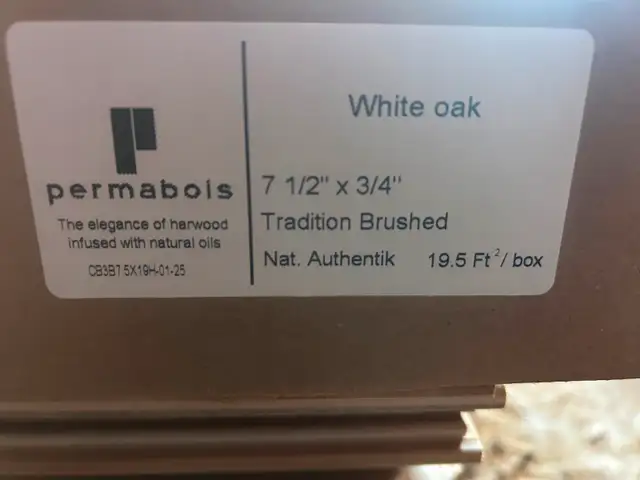 permabois
The elegance of harwood
infused with natural oils
CB3B7 5X19H-01-25
White oak
7 1/2" x 3/4"
Tradition Brushed
Nat. Authentik 19.5 Ft²/ box